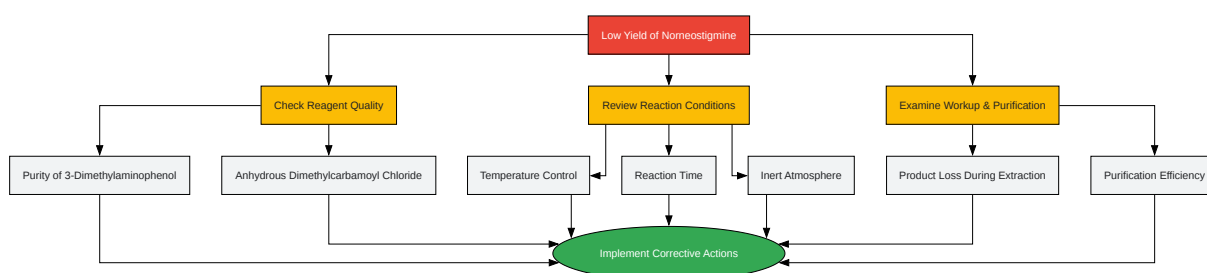 Low Yield of Norneostigmine
Check Reagent Quality
Review Reaction Conditions
Examine Workup & Purification
Purity of 3-Dimethylaminophenol
Anhydrous Dimethylcarbamoyl Chloride
Temperature Control
Reaction Time
Inert Atmosphere
Product Loss During Extraction
Purification Efficiency
Implement Corrective Actions